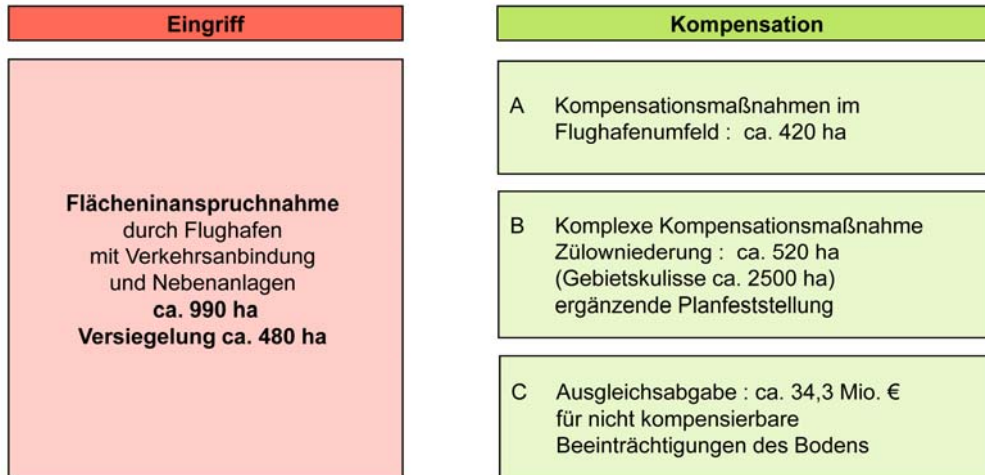 Eingriff
Flächeninanspruchnahme
durch Flughafen
mit Verkehrsanbindung
und Nebenanlagen
ca. 990 ha
Versiegelung ca. 480 ha
Kompensation
A Kompensationsmaßnahmen im
Flughafenumfeld : ca. 420 ha
B Komplexe Kompensationsmaßnahme
Zülowniederung : ca. 520 ha
(Gebietskulisse ca. 2500 ha)
ergänzende Planfeststellung
C Ausgleichsabgabe : ca. 34,3 Mio. €
für nicht kompensierbare
Beeinträchtigungen des Bodens